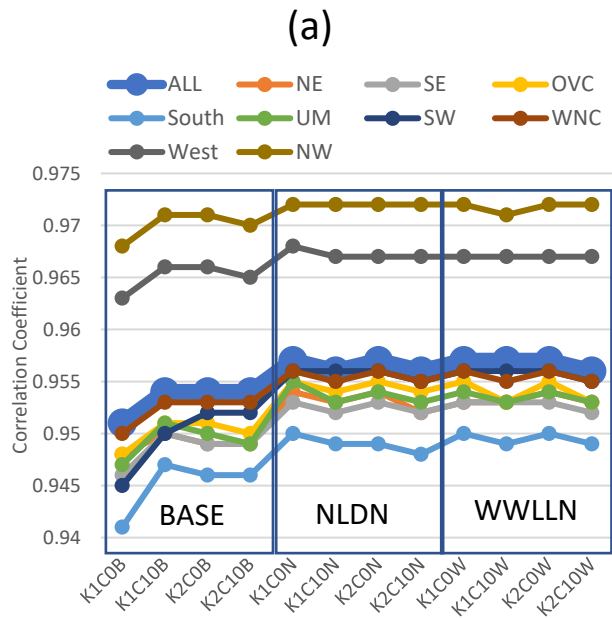 (a)
ALL NE SE OVC
South UM SW WNC
West NW
Correlation Coefficient
0.975
0.97
0.965
0.96
0.955
0.95
0.945
0.94
BASE NLDN WWLLN
K1C0B K1C10B K2C0B K2C10B K1C0N K1C10N K2C0N K2C10N K1C0W K1C10W K2C0W K2C10W